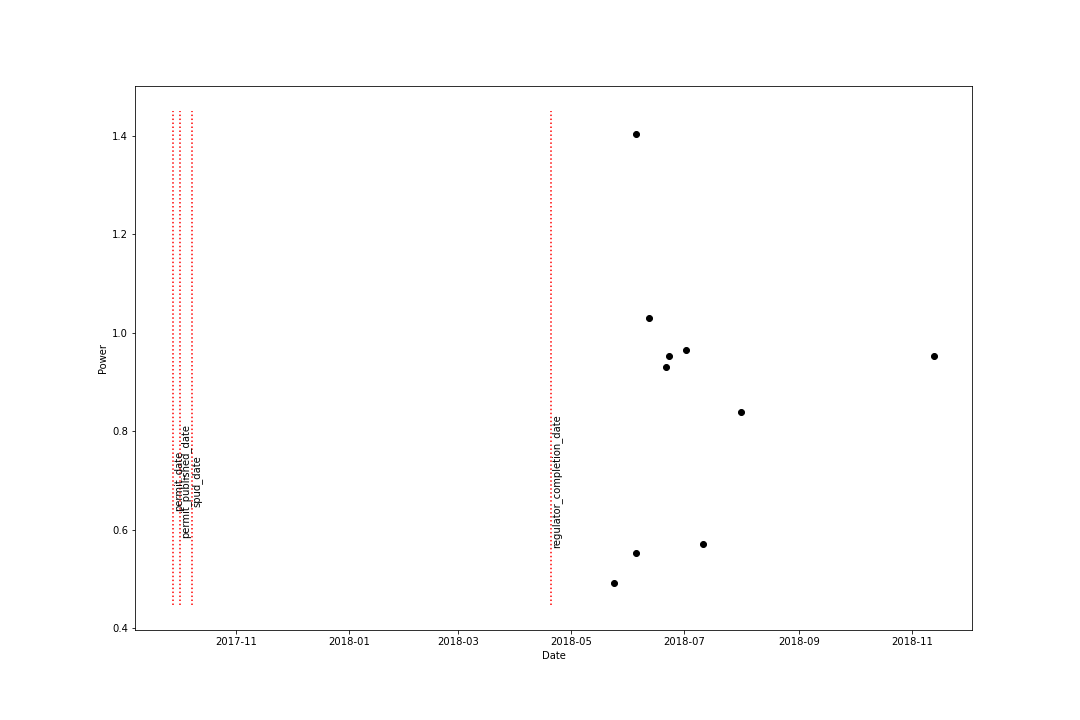 1.4
1.2
1.0
0.8
0.6
0.4
Power
permit_date
permit_published_date
spud_date
regulator_completion_date
2017-11
2018-01
2018-03
2018-05
2018-07
2018-09
2018-11
Date